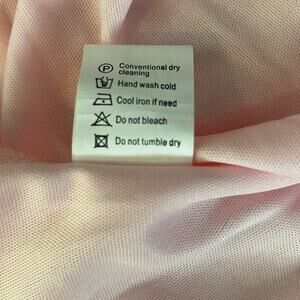 P Conventional dry
cleaning
Hand wash cold
Cool iron if need
Do not bleach
Do not tumble dry